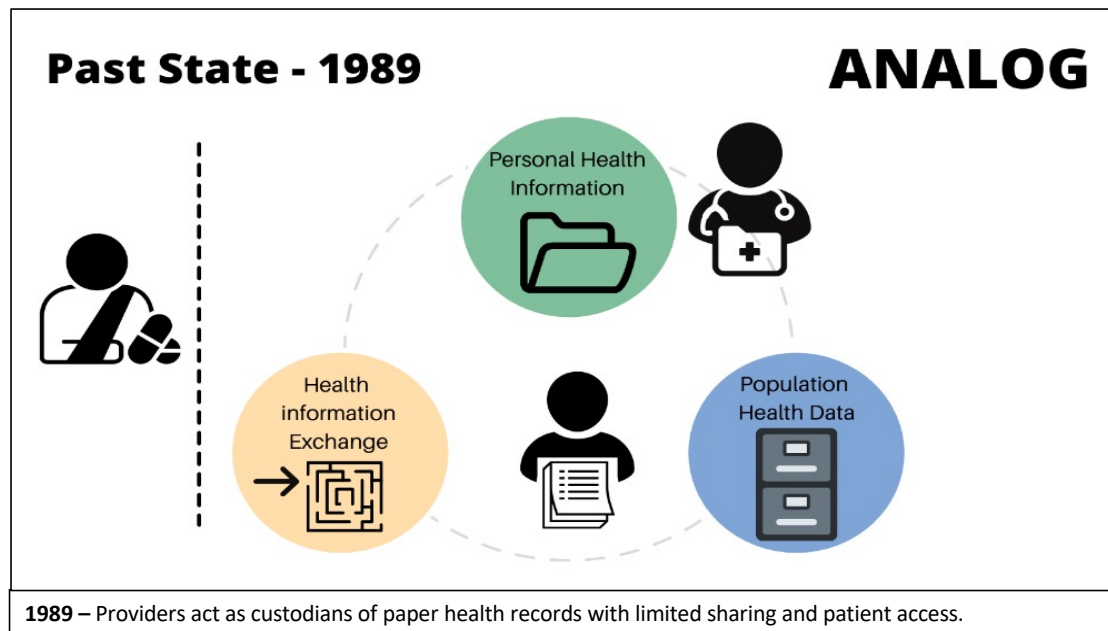 Past State - 1989
ANALOG
Personal Health
Information
Health
information
Exchange
Population
Health Data
1989 – Providers act as custodians of paper health records with limited sharing and patient access.